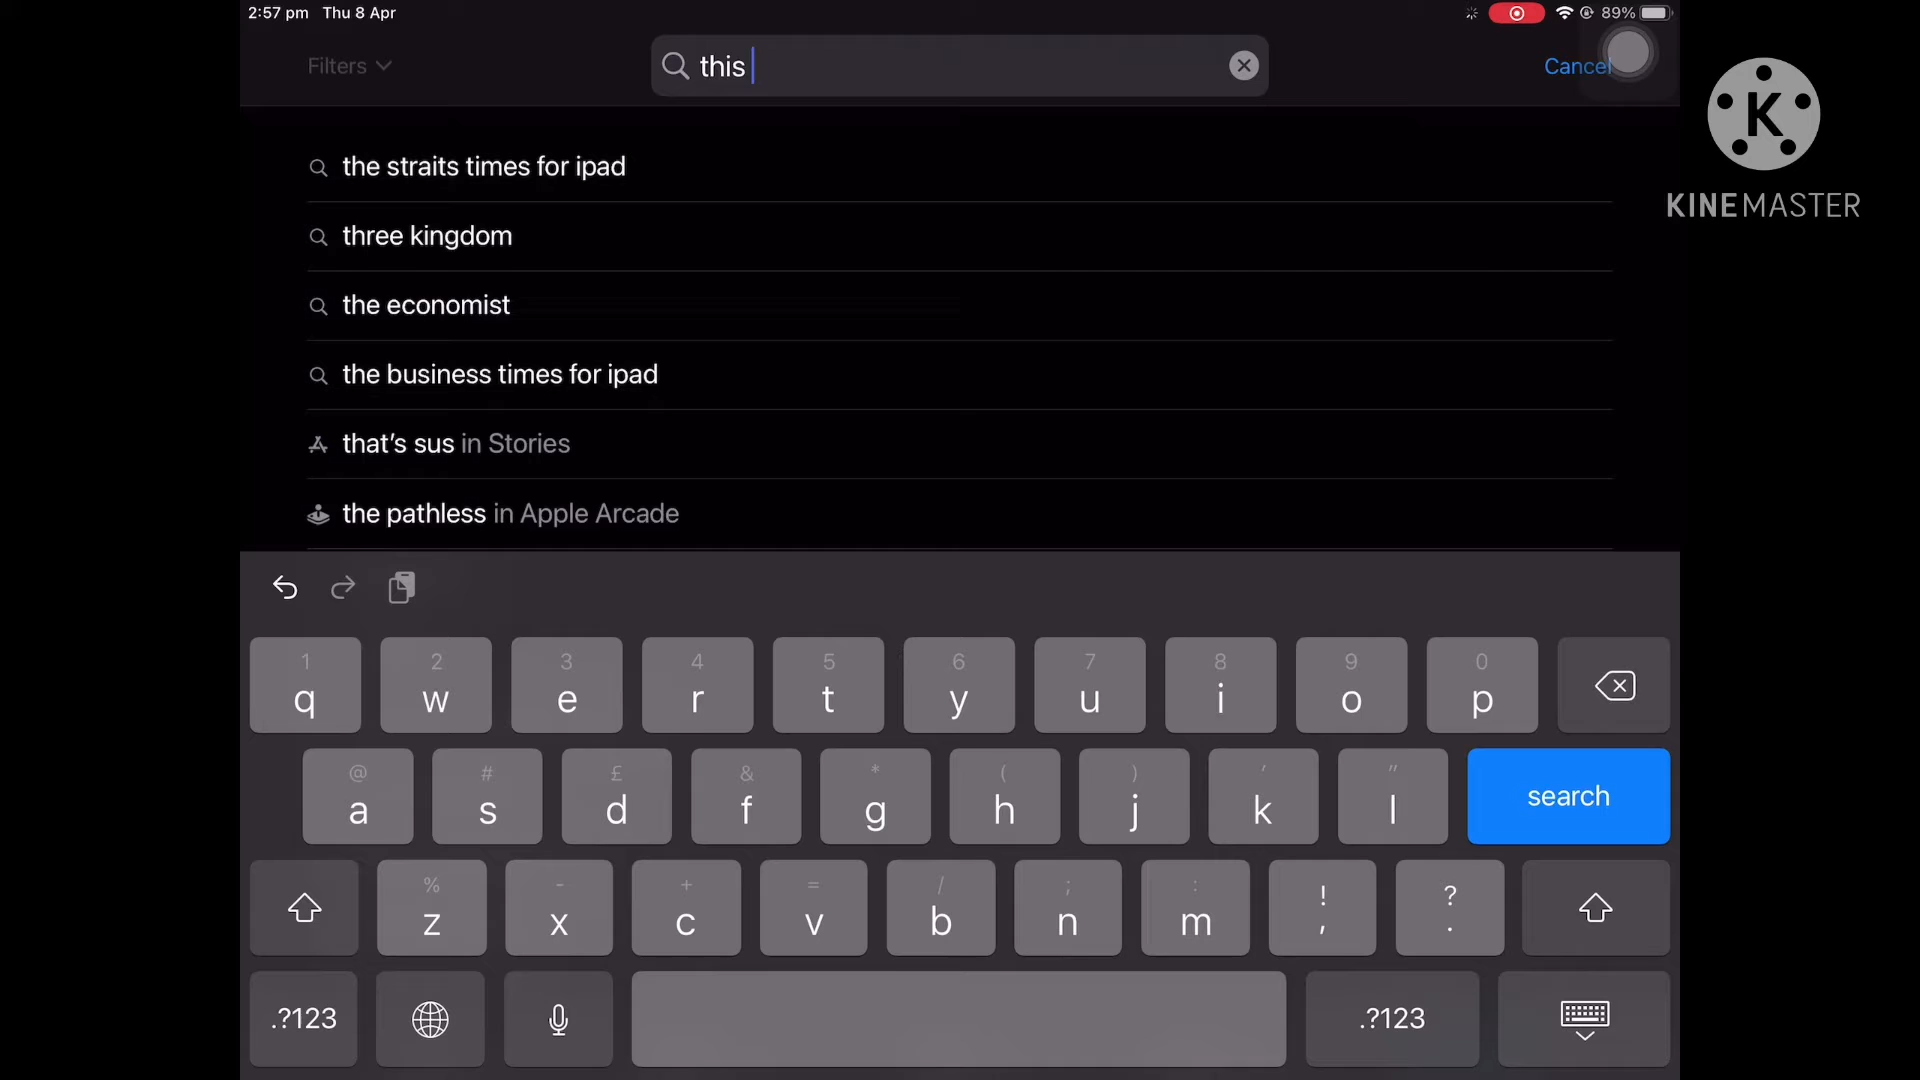 2:57 pm Thu 8 Apr 89%
Filters this Cancel
K
KINEMASTER
the straits times for ipad
three kingdom
the economist
the business times for ipad
that's sus in Stories
the pathless in Apple Arcade
1 2 3 4 5 6 7 8 9 0
q w e r t y u i o p
@ # £ & * ( ) ' "
a s d f g h j k l search
% - + = / ; : ! ?
z x c v b n m , .
.?123 .?123